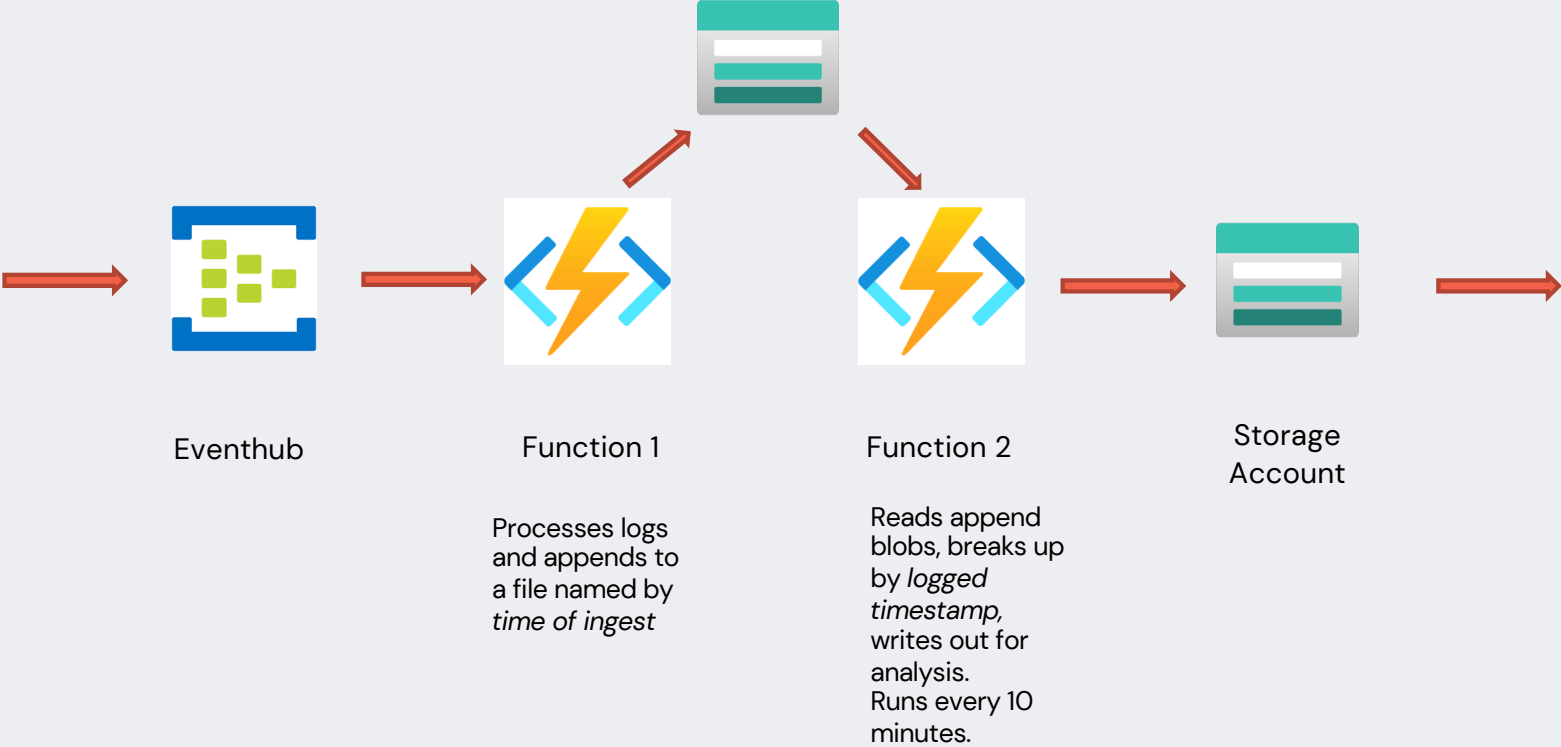 Eventhub
Function 1
Function 2
Storage
Account
Processes logs
and appends to
a file named by
time of ingest
Reads append
blobs, breaks up
by logged
timestamp,
writes out for
analysis.
Runs every 10
minutes.